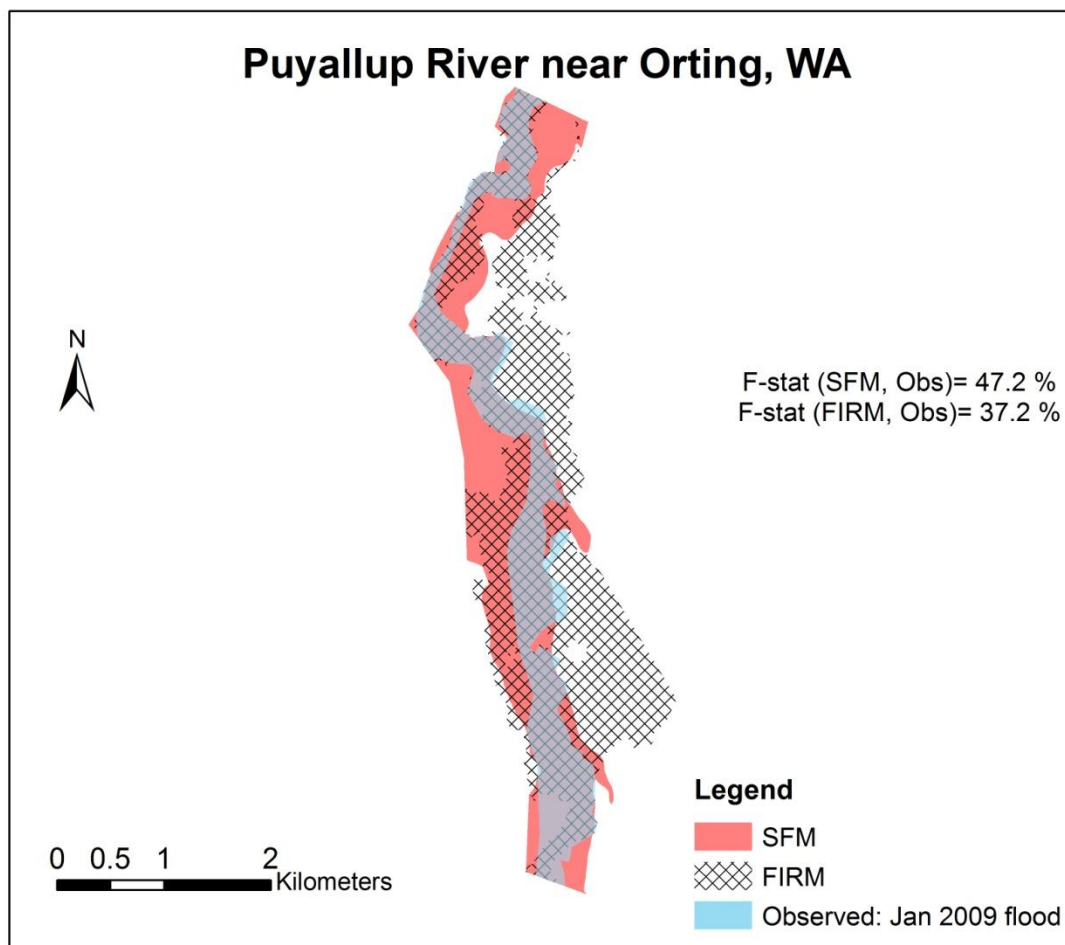 Puyallup River near Orting, WA
N
F-stat (SFM, Obs)= 47.2 %
F-stat (FIRM, Obs)= 37.2 %
Legend
SFM
FIRM
Observed: Jan 2009 flood
0 0.5 1 2
Kilometers